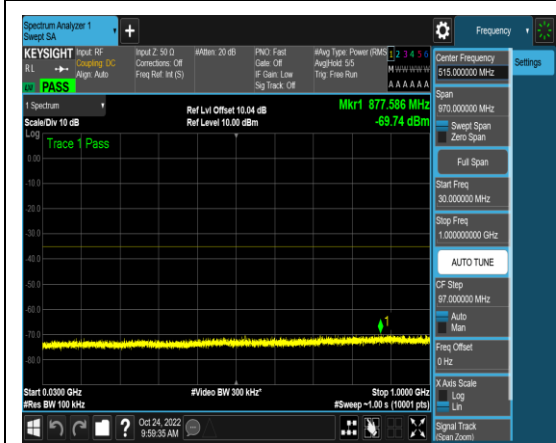 Spectrum Analyzer 1
Swept SA
+
Frequency
KEYSIGHT
RL
PASS
Input: RF
Coupling: DC
Align: Auto
Input Z: 50 Ω
Corrections: Off
Freq Ref: Int (S)
#Atten: 20 dB
PNO: Fast
Gate: Off
IF Gain: Low
Sig Track: Off
#Avg Type: Power (RMS
Avg|Hold: 5/5
Trig: Free Run
1 2 3 4 5 6
M W W W W W
A A A A A A
1 Spectrum
Scale/Div 10 dB
Ref Lvl Offset 10.04 dB
Ref Level 10.00 dBm
Mkr1 877.586 MHz
-69.74 dBm
Log
Trace 1 Pass
0.00
-10.0
-20.0
-30.0
-40.0
-50.0
-60.0
-70.0
-80.0
1
Start 0.0300 GHz
#Res BW 100 kHz
#Video BW 300 kHz*
Stop 1.0000 GHz
#Sweep ~1.00 s (10001 pts)
Oct 24, 2022
9:59:35 AM
?
Center Frequency
515.000000 MHz
Settings
Span
970.000000 MHz
Swept Span
Zero Span
Full Span
Start Freq
30.000000 MHz
Stop Freq
1.000000000 GHz
AUTO TUNE
CF Step
97.000000 MHz
Auto
Man
Freq Offset
0 Hz
X Axis Scale
Log
Lin
Signal Track
(Span Zoom)